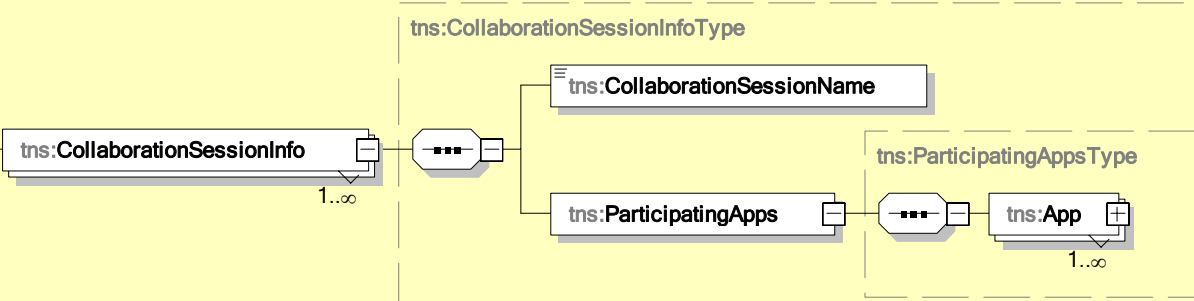 tns:CollaborationSessionInfoType
tns:CollaborationSessionName
tns:CollaborationSessionInfo
1..∞
tns:ParticipatingAppsType
tns:ParticipatingApps
tns:App
1..∞